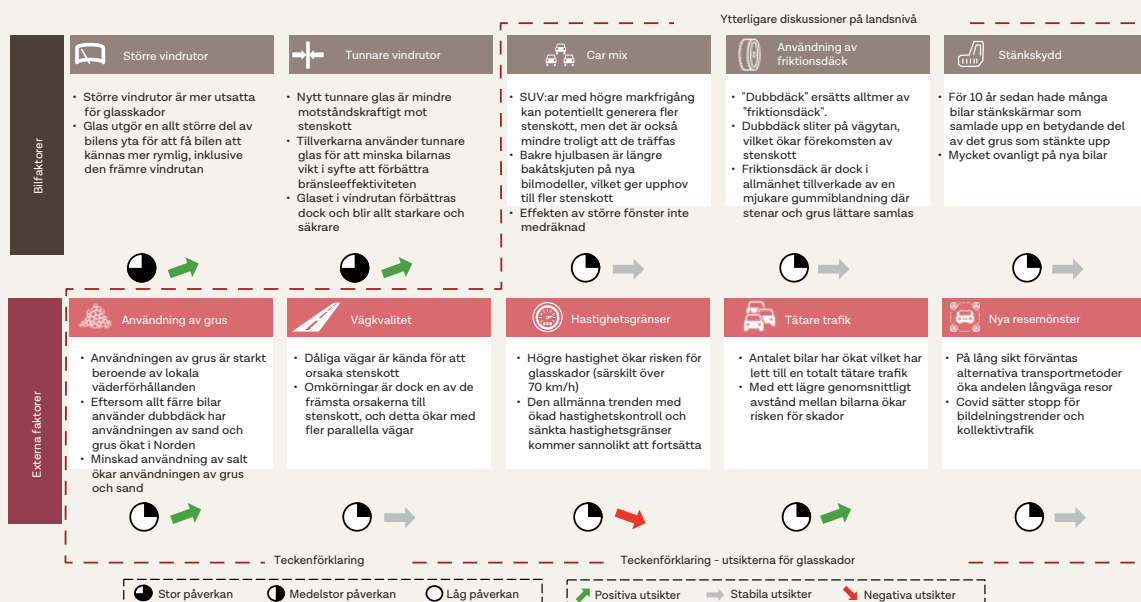 Ytterligare diskussioner på landsnivå
Bilfaktorer
Större vindrutor
• Större vindrutor är mer utsatta
för glasskador
• Glas utgör en allt större del av
bilens yta för att få bilen att
kännas mer rymlig, inklusive
den främre vindrutan
Tunnare vindrutor
• Nytt tunnare glas är mindre
motståndskraftigt mot
stenskott
• Tillverkarna använder tunnare
glas för att minska bilarnas
vikt i syfte att förbättra
bränsleeffektiviteten
• Glaset i vindrutan förbättras
dock och blir allt starkare och
säkrare
Car mix
• SUV:ar med högre markfrigång
kan potentiellt generera fler
stenskott, men det är också
mindre troligt att de träffas
• Bakre hjulbasen är längre
bakåtskjuten på nya
bilmodeller, vilket ger upphov
till fler stenskott
• Effekten av större fönster inte
medräknad
Användning av
friktionsdäck
• "Dubbdäck" ersätts alltmer av
"friktionsdäck".
• Dubbdäck sliter på vägytan,
vilket ökar förekomsten av
stenskott
• Friktionsdäck är dock i
allmänhet tillverkade av en
mjukare gummiblandning där
stenar och grus lättare samlas
Stänkskydd
• För 10 år sedan hade många
bilar stänkskärmar som
samlade upp en betydande del
av det grus som stänkte upp
• Mycket ovanligt på nya bilar
Externa faktorer
Användning av grus
• Användningen av grus är starkt
beroende av lokala
väderförhållanden
• Eftersom allt färre bilar
använder dubbdäck har
användningen av sand och
grus ökat i Norden
• Minskad användning av salt
ökar användningen av grus
och sand
Vägkvalitet
• Dåliga vägar är kända för att
orsaka stenskott
• Omkörningar är dock en av de
främsta orsakerna till
stenskott, och detta ökar med
fler parallella vägar
Hastighetsgränser
• Högre hastighet ökar risken för
glasskador (särskilt över
70 km/h)
• Den allmänna trenden med
ökad hastighetskontroll och
sänkta hastighetsgränser
kommer sannolikt att fortsätta
Tätare trafik
• Antalet bilar har ökat vilket har
lett till en totalt tätare trafik
• Med ett lägre genomsnittligt
avstånd mellan bilarna ökar
risken för skador
Nya resemönster
• På lång sikt förväntas
alternativa transportmetoder
öka andelen långväga resor
• Covid sätter stopp för
bildelningstrender och
kollektivtrafik
Teckenförklaring
Stor påverkan Medelstor påverkan Låg påverkan
Teckenförklaring - utsikterna för glasskador
Positiva utsikter Stabila utsikter Negativa utsikter